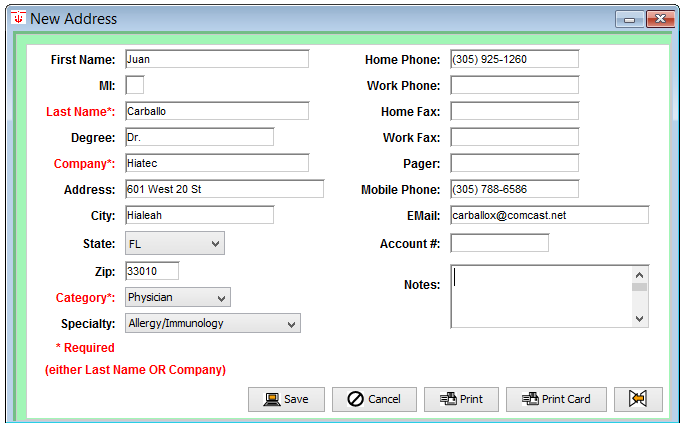 New Address
First Name: Juan
MI:
Last Name*: Carballo
Degree: Dr.
Company*: Hiatec
Address: 601 West 20 St
City: Hialeah
State: FL
Zip: 33010
Category*: Physician
Specialty: Allergy/Immunology
* Required
(either Last Name OR Company)
Home Phone: (305) 925-1260
Work Phone:
Home Fax:
Work Fax:
Pager:
Mobile Phone: (305) 788-6586
EMail: carballox@comcast.net
Account #:
Notes:
Save Cancel Print Print Card